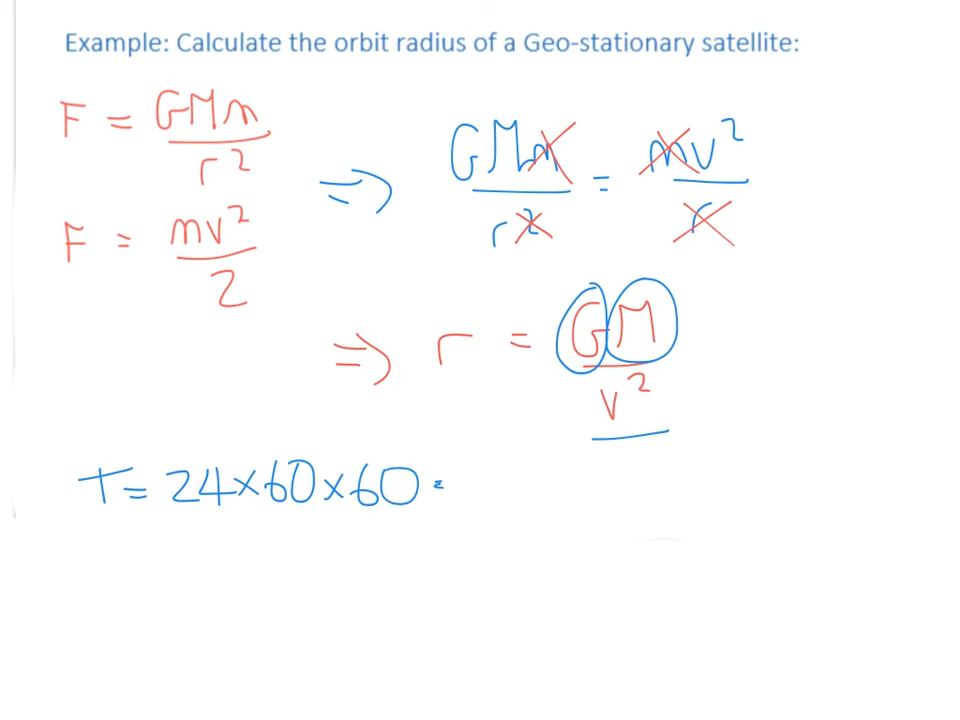 Example: Calculate the orbit radius of a Geo-stationary satellite:
F = GMm / r²
F = mv² / 2
⇒ GMm / r² = mv² / r
⇒ r = GM / v²
T = 24×60×60 =